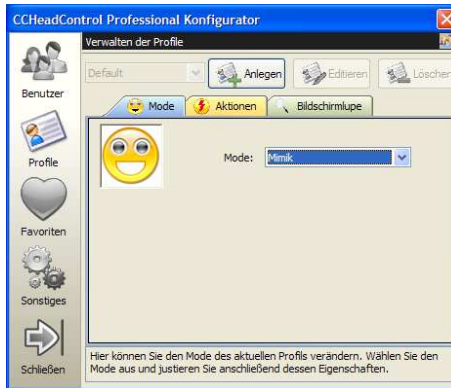 CCHeadControl Professional Konfigurator
Verwalten der Profile
Default
Anlegen
Editieren
Löschen
Mode
Aktionen
Bildschirmlupe
Mode:
Mimik
Benutzer
Profile
Favoriten
Sonstiges
Schließen
Hier können Sie den Mode des aktuellen Profils verändern. Wählen Sie den
Mode aus und justieren Sie anschließend dessen Eigenschaften.